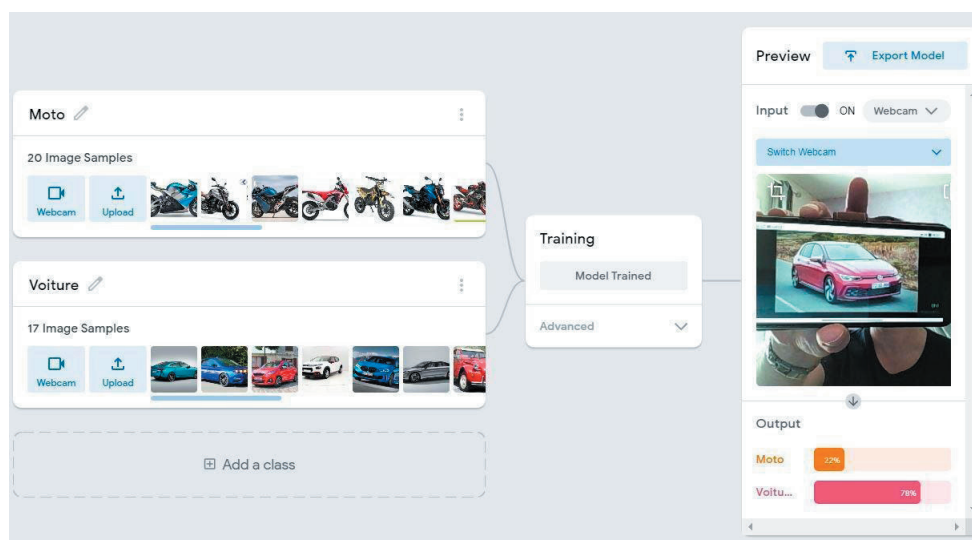 Moto
20 Image Samples
Webcam
Upload
Voiture
17 Image Samples
Webcam
Upload
Add a class
Training
Model Trained
Advanced
Preview
Export Model
Input
ON
Webcam
Switch Webcam
Output
Moto
22%
Voitu...
78%